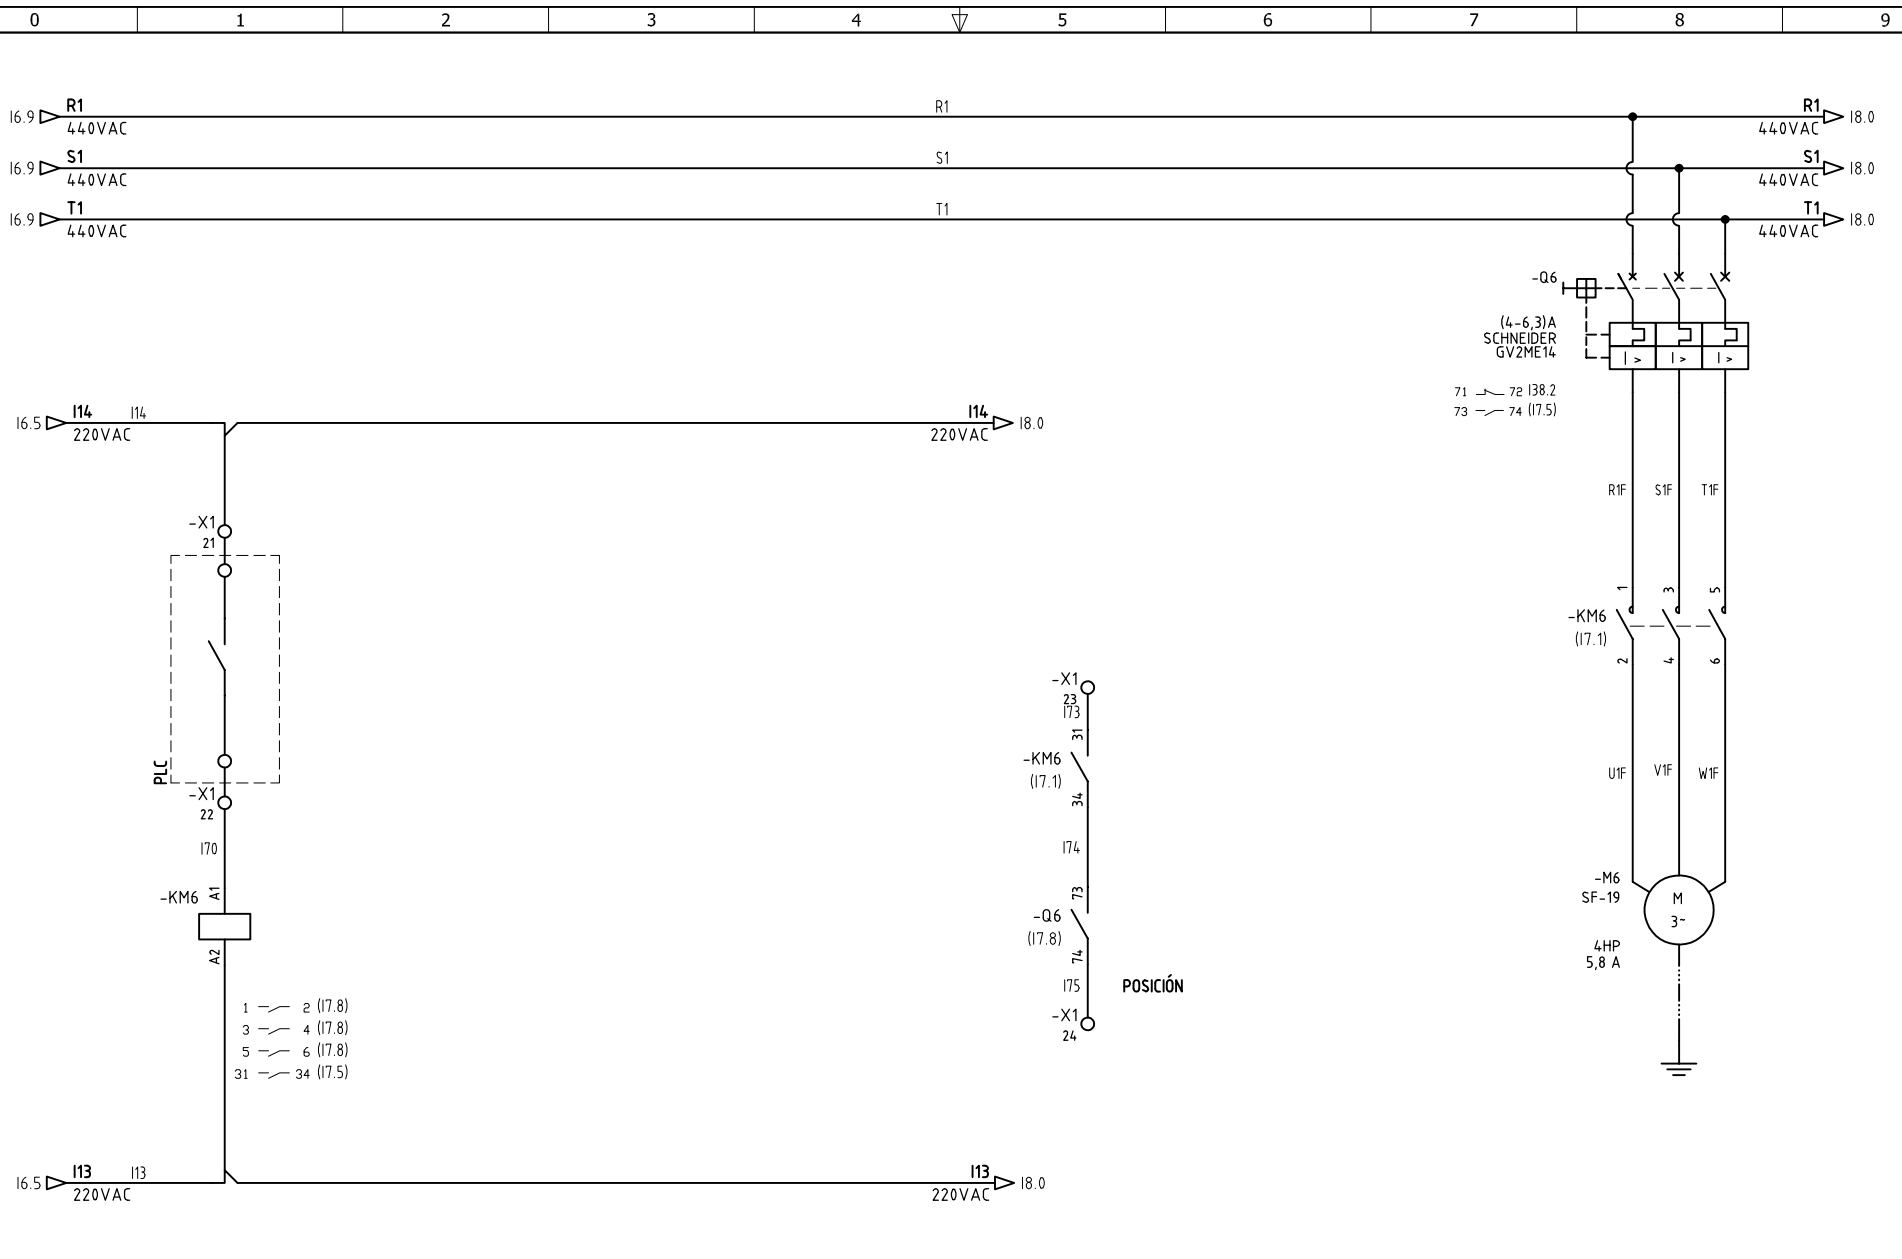 0 1 2 3 4 5 6 7 8 9
R1 R1 R1
I6.9 I8.0
440VAC 440VAC
S1 S1 S1
I6.9 I8.0
440VAC 440VAC
T1 T1 T1
I6.9 I8.0
440VAC 440VAC
-Q6
(4-6,3)A
SCHNEIDER
GV2ME14
I > I > I >
71 72 I38.2
73 74 (I7.5)
I14 I14 I14
I6.5 I8.0
220VAC 220VAC
R1F S1F T1F
-X1
21
PLC
-X1
22
I70
-KM6 A1
A2
1 2 (I7.8)
3 4 (I7.8)
5 6 (I7.8)
31 34 (I7.5)
-X1
23
I73
31
-KM6
(I7.1)
34
I74
73
-Q6
(I7.8)
74
I75 POSICIÓN
-X1
24
1 3 5
-KM6
(I7.1)
2 4 6
U1F V1F W1F
-M6
SF-19
M
3~
4HP
5,8 A
I13 I13 I13
I6.5 I8.0
220VAC 220VAC